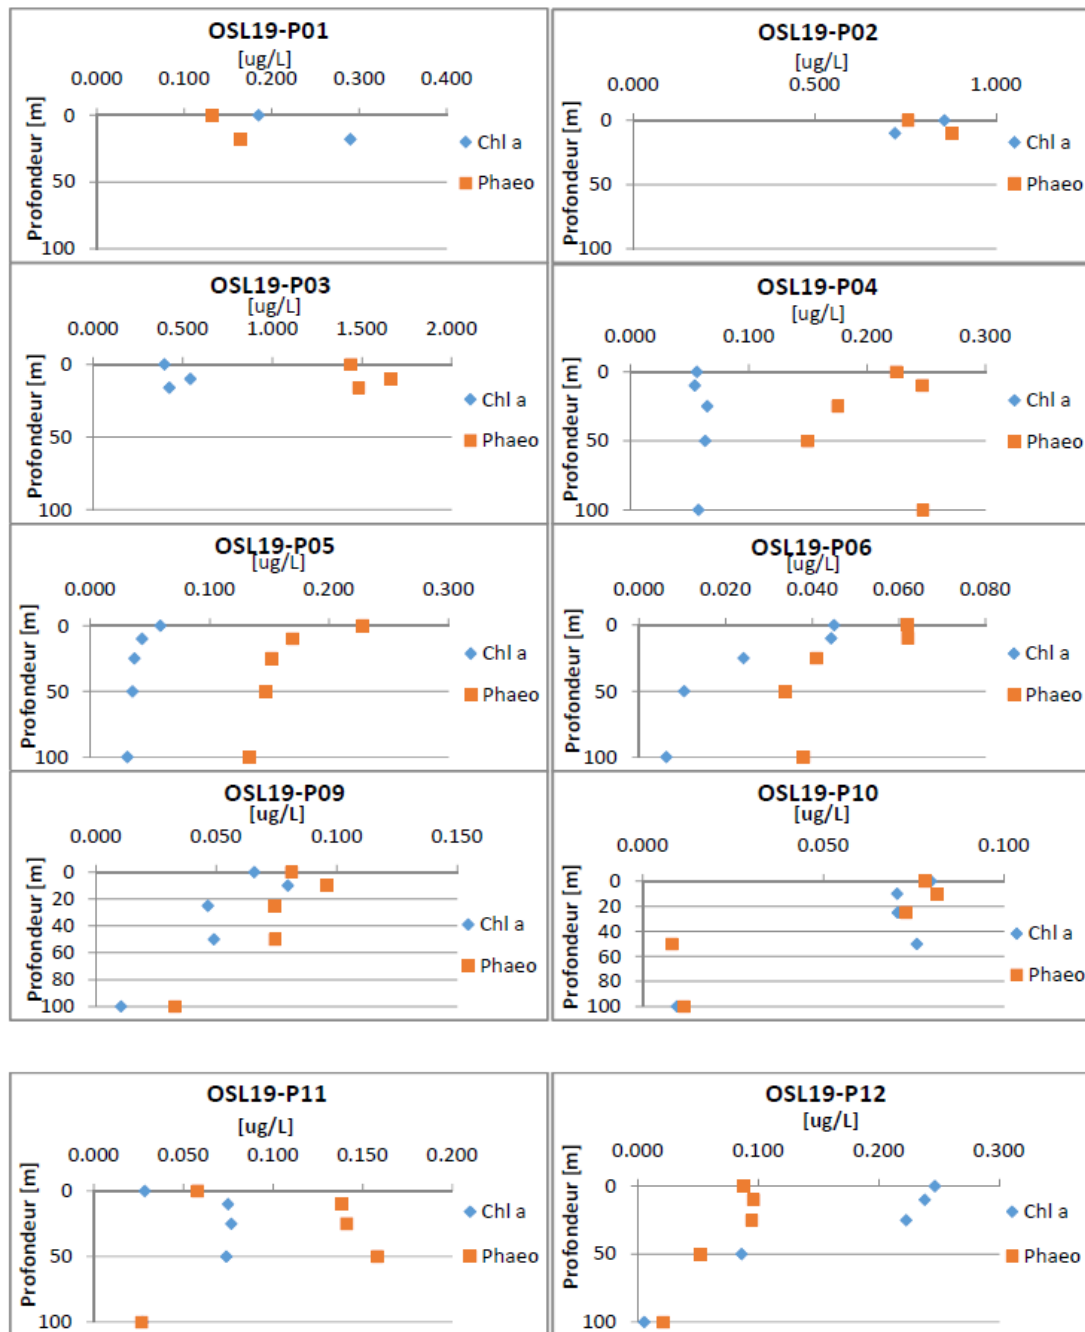 OSL19-P01
[ug/L]
0.000 0.100 0.200 0.300 0.400
Profondeur [m]
0
50
100
Chl a
Phaeo
OSL19-P02
[ug/L]
0.000 0.500 1.000
Profondeur [m]
0
50
100
Chl a
Phaeo
OSL19-P03
[ug/L]
0.000 0.500 1.000 1.500 2.000
Profondeur [m]
0
50
100
Chl a
Phaeo
OSL19-P04
[ug/L]
0.000 0.100 0.200 0.300
Profondeur [m]
0
50
100
Chl a
Phaeo
OSL19-P05
[ug/L]
0.000 0.100 0.200 0.300
Profondeur [m]
0
50
100
Chl a
Phaeo
OSL19-P06
[ug/L]
0.000 0.020 0.040 0.060 0.080
Profondeur [m]
0
50
100
Chl a
Phaeo
OSL19-P09
[ug/L]
0.000 0.050 0.100 0.150
Profondeur [m]
0
20
40
60
80
100
Chl a
Phaeo
OSL19-P10
[ug/L]
0.000 0.050 0.100
Profondeur [m]
0
20
40
60
80
100
Chl a
Phaeo
OSL19-P11
[ug/L]
0.000 0.050 0.100 0.150 0.200
Profondeur [m]
0
50
100
Chl a
Phaeo
OSL19-P12
[ug/L]
0.000 0.100 0.200 0.300
Profondeur [m]
0
50
100
Chl a
Phaeo